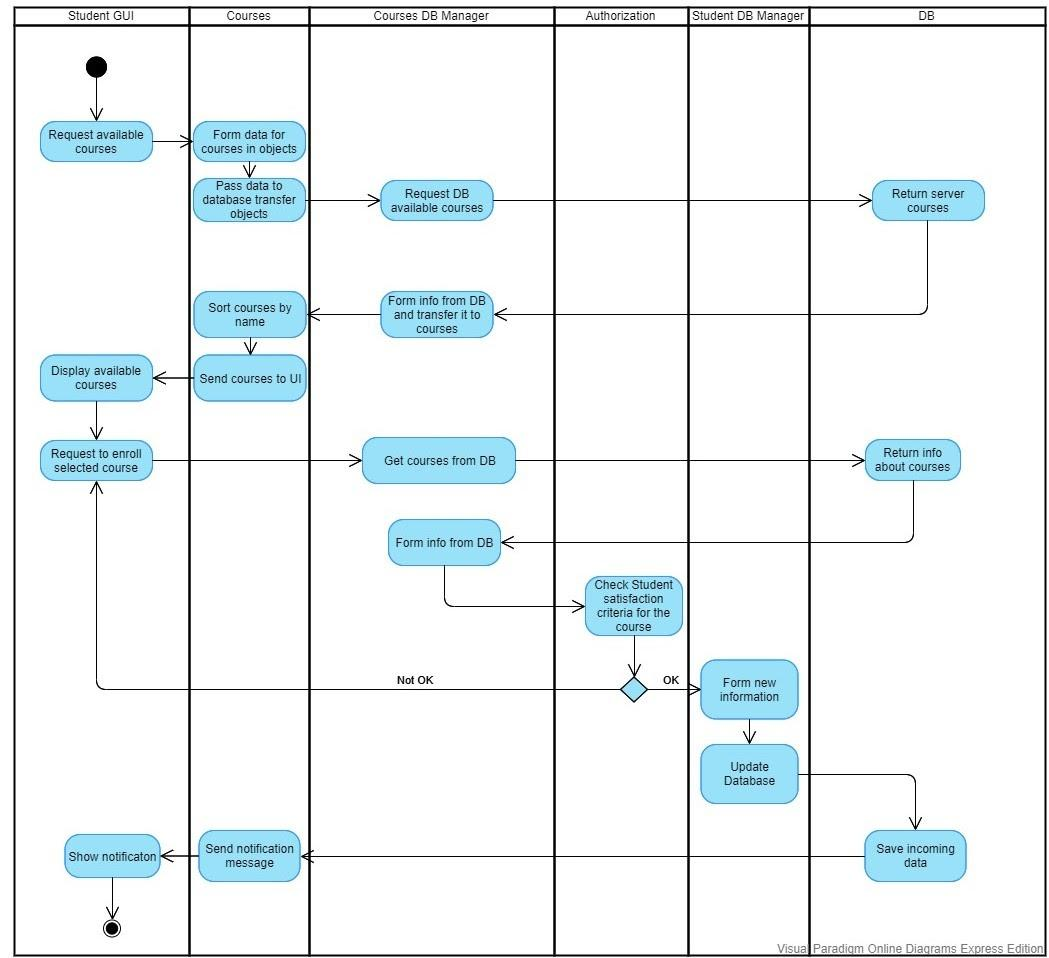 Student GUI
Courses
Courses DB Manager
Authorization
Student DB Manager
DB
Request available
courses
Form data for
courses in objects
Pass data to
database transfer
objects
Request DB
available courses
Return server
courses
Sort courses by
name
Form info from DB
and transfer it to
courses
Display available
courses
Send courses to UI
Request to enroll
selected course
Get courses from DB
Return info
about courses
Form info from DB
Check Student
satisfaction
criteria for the
course
Not OK
OK
Form new
information
Update
Database
Show notificaton
Send notification
message
Save incoming
data
Visual Paradigm Online Diagrams Express Edition